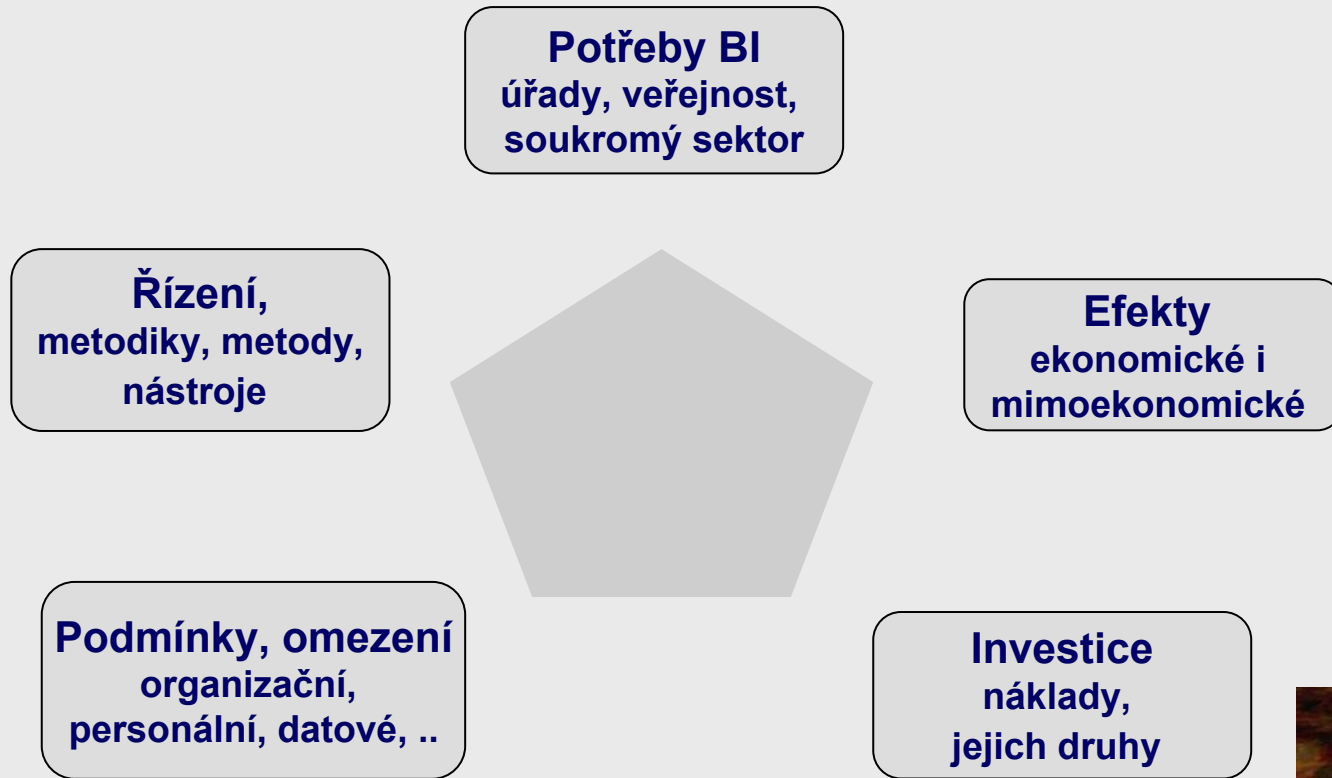 Potřeby BI
úřady, veřejnost,
soukromý sektor
Řízení,
metodiky, metody,
nástroje
Efekty
ekonomické i
mimoekonomické
Podmínky, omezení
organizační,
personální, datové, ..
Investice
náklady,
jejich druhy